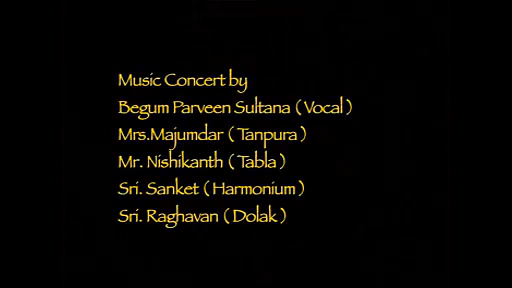 Music Concert by
Begum Parveen Sultana ( Vocal )
Mrs.Majumdar ( Tanpura )
Mr. Nishikanth ( Tabla )
Sri. Sanket ( Harmonium )
Sri. Raghavan ( Dolak )